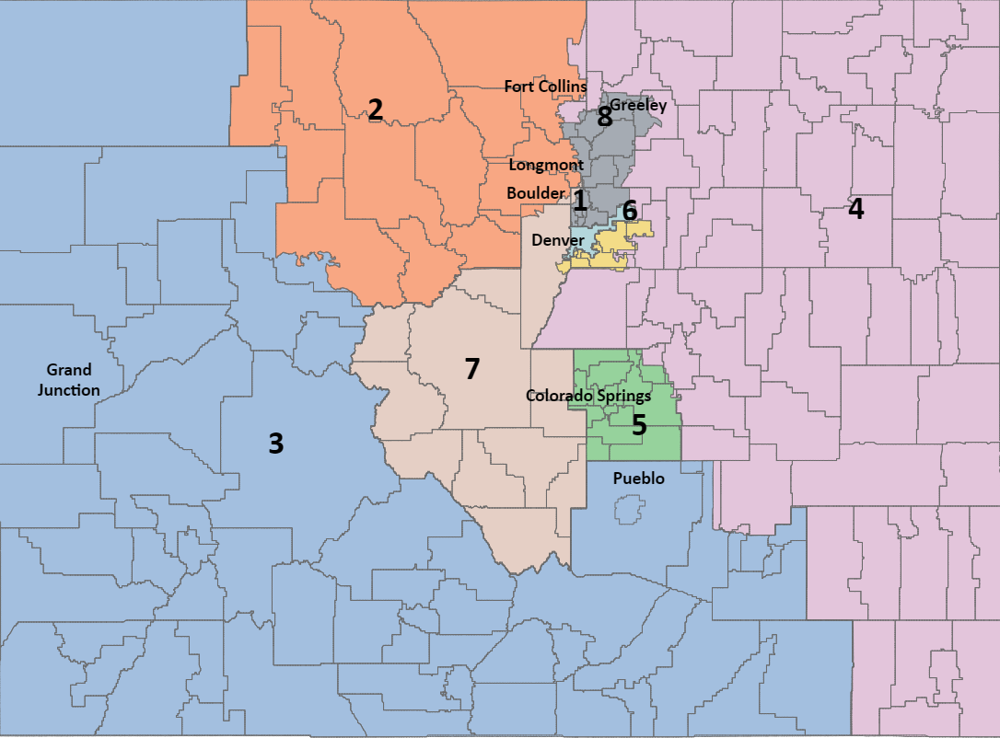 Fort Collins
2
Greeley
8
Longmont
Boulder
1
6
4
Denver
7
Grand
Junction
Colorado Springs
5
3
Pueblo